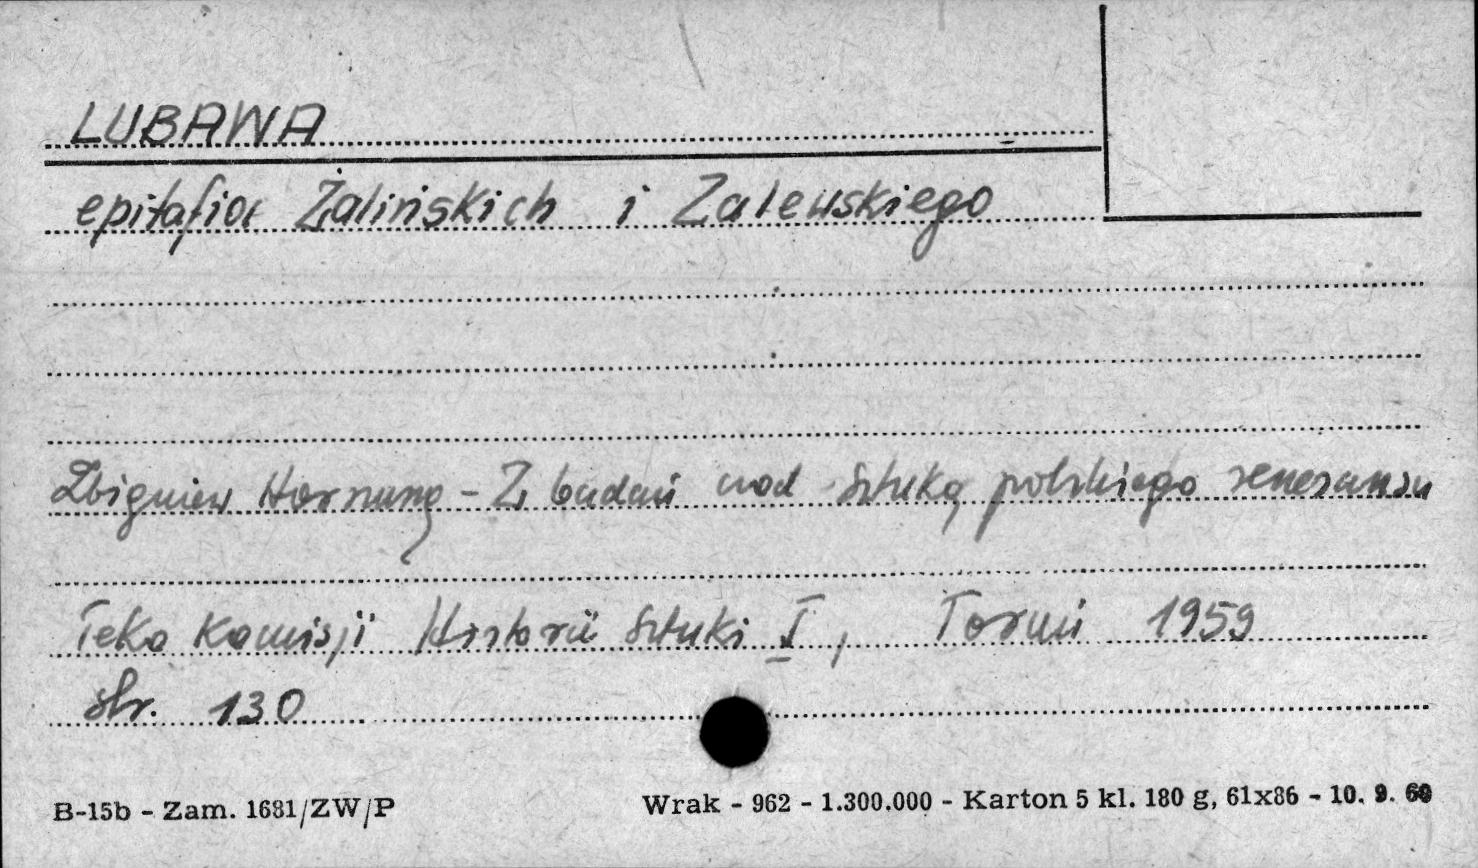 LUBAWA
epitafia Żalińskich i Zalewskiego
Zbigniew Hornung - Z badań nad sztuką polskiego renesansu
Teka Komisji Historii Sztuki I, Toruń 1959
str. 130
B-15b - Zam. 1681/ZW/P
Wrak - 962 - 1.300.000 - Karton 5 kl. 180 g, 61x86 - 10. 9. 60